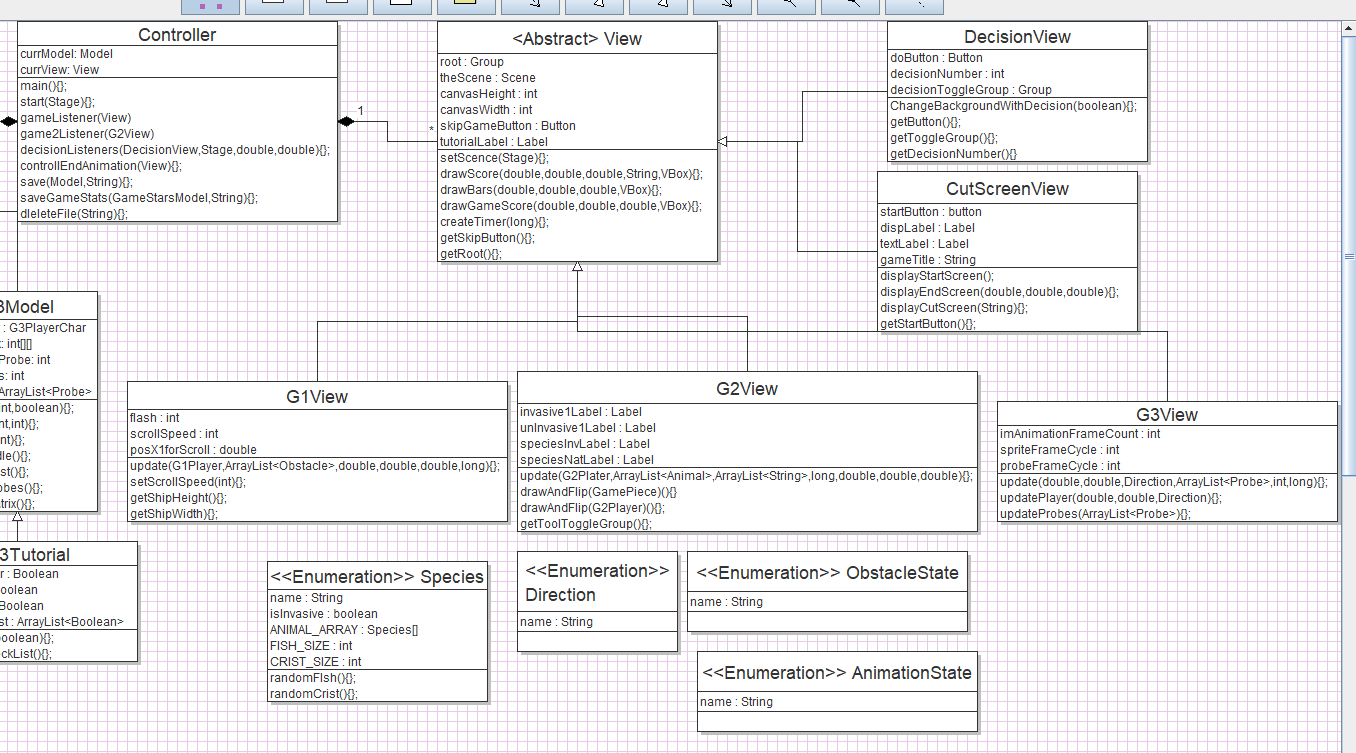 Controller
currModel: Model
currView: View
main(){};
start(Stage){};
gameListener(View)
game2Listener(G2View)
decisionListeners(DecisionView,Stage,double,double){};
controllEndAnimation(View){};
save(Model,String){};
saveGameStats(GameStarsModel,String){};
dleleteFile(String){};
1
*
<Abstract> View
root : Group
theScene : Scene
canvasHeight : int
canvasWidth : int
skipGameButton : Button
tutorialLabel : Label
setScence(Stage){};
drawScore(double,double,double,String,VBox){};
drawBars(double,double,double,VBox){};
drawGameScore(double,double,double,VBox){};
createTimer(long){};
getSkipButton(){};
getRoot(){};
DecisionView
doButton : Button
decisionNumber : int
decisionToggleGroup : Group
ChangeBackgroundWithDecision(boolean){};
getButton(){};
getToggleGroup(){};
getDecisionNumber(){}
CutScreenView
startButton : button
dispLabel : Label
textLabel : Label
gameTitle : String
displayStartScreen();
displayEndScreen(double,double,double){};
displayCutScreen(String){};
getStartButton(){};
3Model
: G3PlayerChar
: int[][]
Probe: int
s: int
ArrayList<Probe>
int,boolean){};
nt,int){};
nt){};
dle(){};
st(){};
obes(){};
trix(){};
G1View
flash : int
scrollSpeed : int
posX1forScroll : double
update(G1Player,ArrayList<Obstacle>,double,double,double,long){};
setScrollSpeed(int){};
getShipHeight(){};
getShipWidth){};
G2View
invasive1Label : Label
unInvasive1Label : Label
speciesInvLabel : Label
speciesNatLabel : Label
update(G2Plater,ArrayList<Animal>,ArrayList<String>,long,double,double,double){};
drawAndFlip(GamePiece){}{}
drawAndFlip(G2Player){}{};
getToolToggleGroup(){};
G3View
imAnimationFrameCount : int
spriteFrameCycle : int
probeFrameCycle : int
update(double,double,Direction,ArrayList<Probe>,int,long){};
updatePlayer(double,double,Direction){};
updateProbes(ArrayList<Probe>){};
3Tutorial
r : Boolean
oolean
Boolean
st : ArrayList<Boolean>
boolean){};
ckList(){};
<<Enumeration>> Species
name : String
isInvasive : boolean
ANIMAL_ARRAY : Species[]
FISH_SIZE : int
CRIST_SIZE : int
randomFIsh(){};
randomCrist(){};
<<Enumeration>>
Direction
name : String
<<Enumeration>> ObstacleState
name : String
<<Enumeration>> AnimationState
name : String